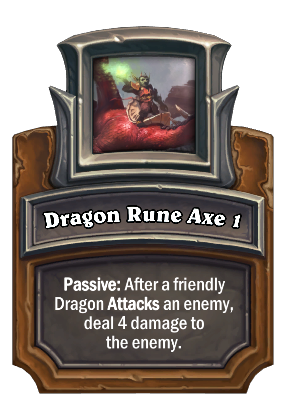 Dragon Rune Axe 1
Passive: After a friendly
Dragon Attacks an enemy,
deal 4 damage to
the enemy.